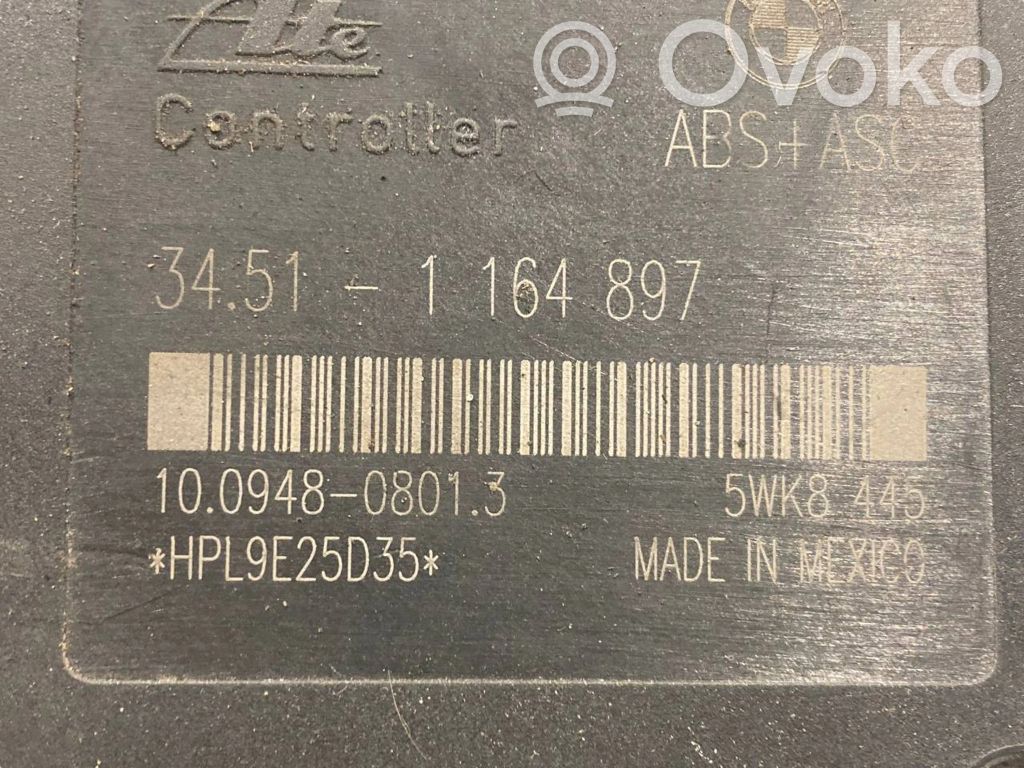 Ate
Ovoko
Controller
ABS+ASC
34.51 - 1 164 897
10.0948-0801.3
5WK8 445
*HPL9E25D35*
MADE IN MEXICO